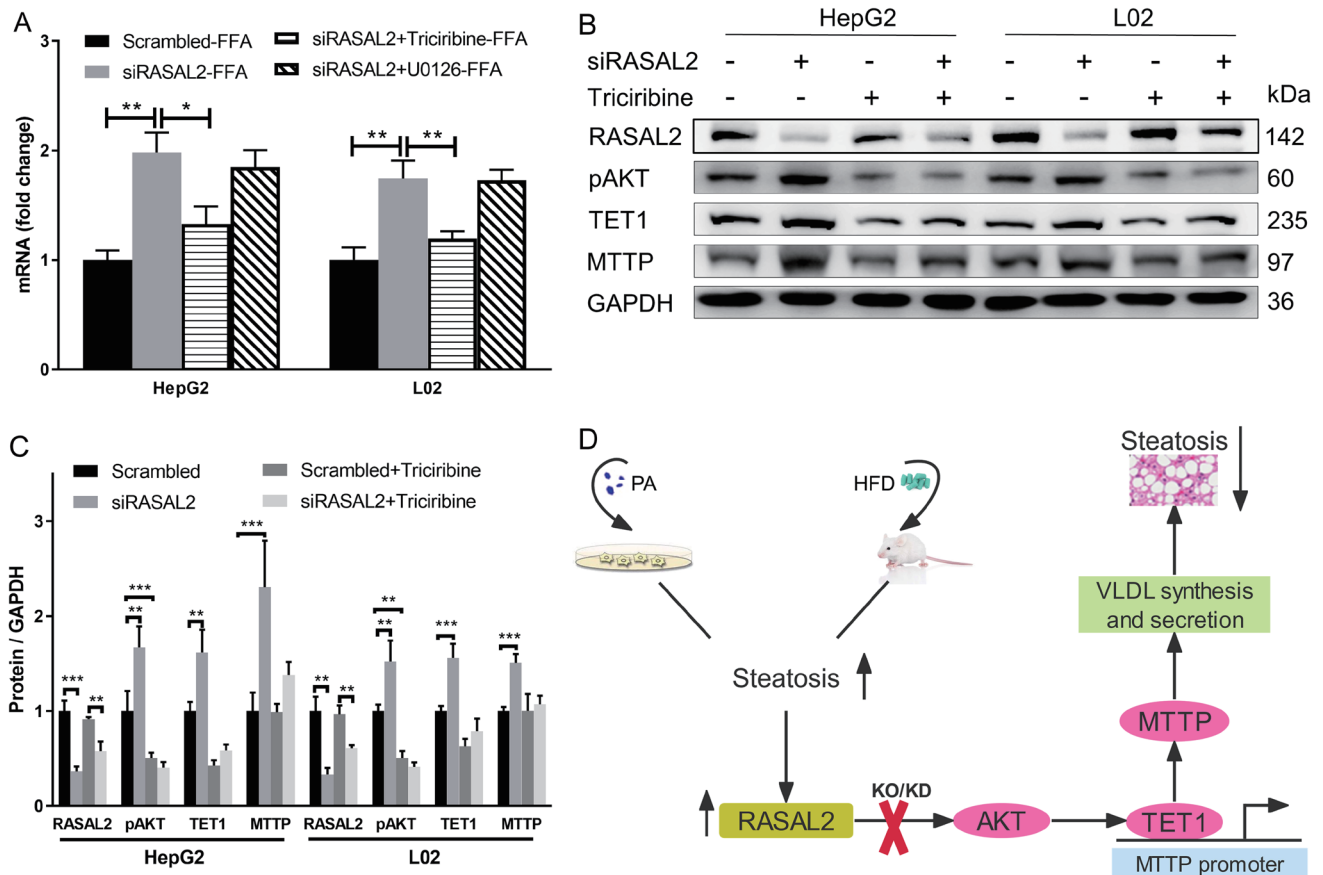 A
3
2
1
0
mRNA (fold change)
Scrambled-FFA
siRASAL2-FFA
siRASAL2+Triciribine-FFA
siRASAL2+U0126-FFA
** *
** **
HepG2 L02
B
HepG2 L02
siRASAL2 - + - + - + - +
Triciribine - - + + - - + + kDa
RASAL2 142
pAKT 60
TET1 235
MTTP 97
GAPDH 36
C
Scrambled
siRASAL2
Scrambled+Triciribine
siRASAL2+Triciribine
3
2
1
0
Protein / GAPDH
*** ** *** ** ** *** ** ** ** ** *** ***
RASAL2 pAKT TET1 MTTP RASAL2 pAKT TET1 MTTP
HepG2 L02
D
PA
HFD
Steatosis
RASAL2
KO/KD
AKT
TET1
MTTP promoter
MTTP
VLDL synthesis
and secretion
Steatosis